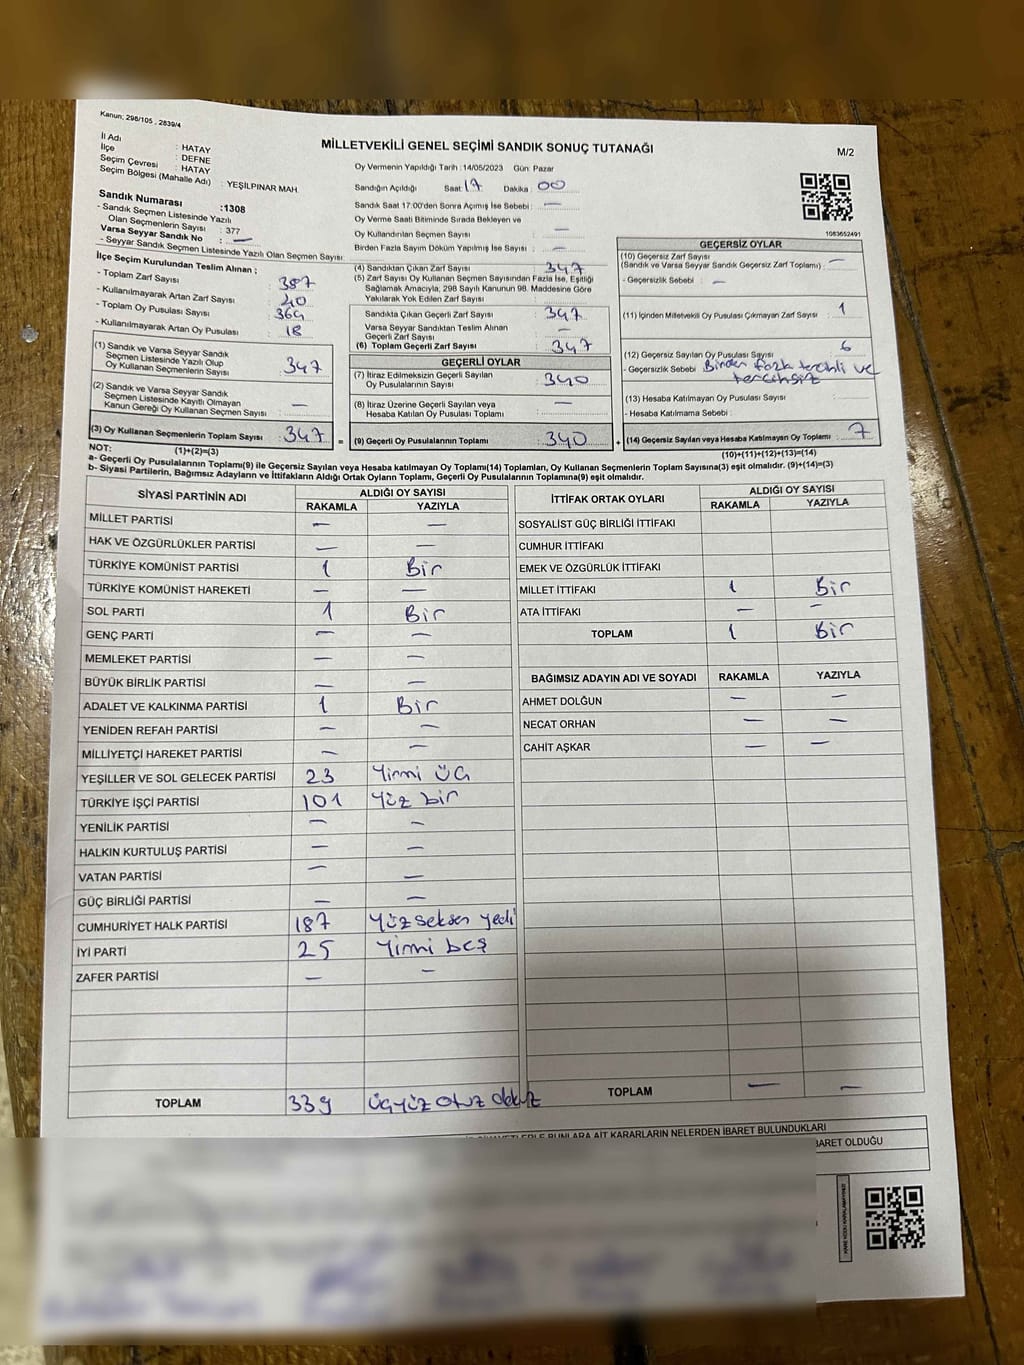 Kanun; 298/105 - 2839/4
İl Adı : HATAY
İlçe : DEFNE
Seçim Çevresi : HATAY
Seçim Bölgesi (Mahalle Adı) : YEŞİLPINAR MAH.
MİLLETVEKİLİ GENEL SEÇİMİ SANDIK SONUÇ TUTANAĞI
M/2
Oy Vermenin Yapıldığı Tarih :14/05/2023 Gün: Pazar
Sandığın Açıldığı Saat: 17 Dakika : 00
Sandık Saat 17:00'den Sonra Açılmış İse Sebebi : —
Oy Verme Saati Bitiminde Sırada Bekleyen ve
Oy Kullandırılan Seçmen Sayısı : —
Birden Fazla Sayım Döküm Yapılmış İse Sayısı : —
1083652491
Sandık Numarası :1308
- Sandık Seçmen Listesinde Yazılı
Olan Seçmenlerin Sayısı : 377
Varsa Seyyar Sandık No : —
- Seyyar Sandık Seçmen Listesinde Yazılı Olan Seçmen Sayısı:
İlçe Seçim Kurulundan Teslim Alınan ;
- Toplam Zarf Sayısı : 387
- Kullanılmayarak Artan Zarf Sayısı : 40
- Toplam Oy Pusulası Sayısı : 364
- Kullanılmayarak Artan Oy Pusulası : 18
(1) Sandık ve Varsa Seyyar Sandık
Seçmen Listesinde Yazılı Olup
Oy Kullanan Seçmenlerin Sayısı : 347
(2) Sandık ve Varsa Seyyar Sandık
Seçmen Listelerinde Kayıtlı Olmayan
Kanun Gereği Oy Kullanan Seçmen Sayısı : —
(3) Oy Kullanan Seçmenlerin Toplam Sayısı : 347
(1)+(2)=(3)
(4) Sandıktan Çıkan Zarf Sayısı : 347
(5) Zarf Sayısı Oy Kullanan Seçmen Sayısından Fazla İse, Eşitliği
Sağlamak Amacıyla; 298 Sayılı Kanunun 98. Maddesine Göre
Yakılarak Yok Edilen Zarf Sayısı :
Sandıkta Çıkan Geçerli Zarf Sayısı : 347
Varsa Seyyar Sandıktan Teslim Alınan
Geçerli Zarf Sayısı : —
(6) Toplam Geçerli Zarf Sayısı : 347
GEÇERLİ OYLAR
(7) İtiraz Edilmeksizin Geçerli Sayılan
Oy Pusulalarının Sayısı : 340
(8) İtiraz Üzerine Geçerli Sayılan veya
Hesaba Katılan Oy Pusulası Toplamı : —
= (9) Geçerli Oy Pusulalarının Toplamı : 340
GEÇERSİZ OYLAR
(10) Geçersiz Zarf Sayısı : —
(Sandık ve Varsa Seyyar Sandık Geçersiz Zarf Toplamı)
- Geçersizlik Sebebi : —
(11) İçinden Milletvekili Oy Pusulası Çıkmayan Zarf Sayısı : 1
(12) Geçersiz Sayılan Oy Pusulası Sayısı : 6
- Geçersizlik Sebebi : Birden fazla tercihli ve
tercihsiz
(13) Hesaba Katılmayan Oy Pusulası Sayısı :
- Hesaba Katılmama Sebebi :
+ (14) Geçersiz Sayılan veya Hesaba Katılmayan Oy Toplamı : 7
(10)+(11)+(12)+(13)=(14)
NOT:
a- Geçerli Oy Pusulalarının Toplamı(9) ile Geçersiz Sayılan veya Hesaba katılmayan Oy Toplamı(14) Toplamları, Oy Kullanan Seçmenlerin Toplam Sayısına(3) eşit olmalıdır. (9)+(14)=(3)
b- Siyasi Partilerin, Bağımsız Adayların ve İttifakların Aldığı Ortak Oyların Toplamı, Geçerli Oy Pusulalarının Toplamına(9) eşit olmalıdır.
SİYASİ PARTİNİN ADI ALDIĞI OY SAYISI
RAKAMLA YAZIYLA
MİLLET PARTİSİ — —
HAK VE ÖZGÜRLÜKLER PARTİSİ — —
TÜRKİYE KOMÜNİST PARTİSİ 1 Bir
TÜRKİYE KOMÜNİST HAREKETİ — —
SOL PARTİ 1 Bir
GENÇ PARTİ — —
MEMLEKET PARTİSİ — —
BÜYÜK BİRLİK PARTİSİ — —
ADALET VE KALKINMA PARTİSİ 1 Bir
YENİDEN REFAH PARTİSİ — —
MİLLİYETÇİ HAREKET PARTİSİ — —
YEŞİLLER VE SOL GELECEK PARTİSİ 23 Yirmi üç
TÜRKİYE İŞÇİ PARTİSİ 101 Yüz bir
YENİLİK PARTİSİ — —
HALKIN KURTULUŞ PARTİSİ — —
VATAN PARTİSİ — —
GÜÇ BİRLİĞİ PARTİSİ — —
CUMHURİYET HALK PARTİSİ 187 Yüz seksen yedi
İYİ PARTİ 25 Yirmi beş
ZAFER PARTİSİ — —
TOPLAM 339 üçyüz otuz dokuz
İTTİFAK ORTAK OYLARI ALDIĞI OY SAYISI
RAKAMLA YAZIYLA
SOSYALİST GÜÇ BİRLİĞİ İTTİFAKI
CUMHUR İTTİFAKI
EMEK VE ÖZGÜRLÜK İTTİFAKI
MİLLET İTTİFAKI 1 Bir
ATA İTTİFAKI — —
TOPLAM 1 Bir
BAĞIMSIZ ADAYIN ADI VE SOYADI RAKAMLA YAZIYLA
AHMET DOLĞUN — —
NECAT ORHAN — —
CAHİT AŞKAR — —
TOPLAM — —
BUNLARA AİT KARARLARIN NELERDEN İBARET BULUNDUKLARI
İBARET OLDUĞU